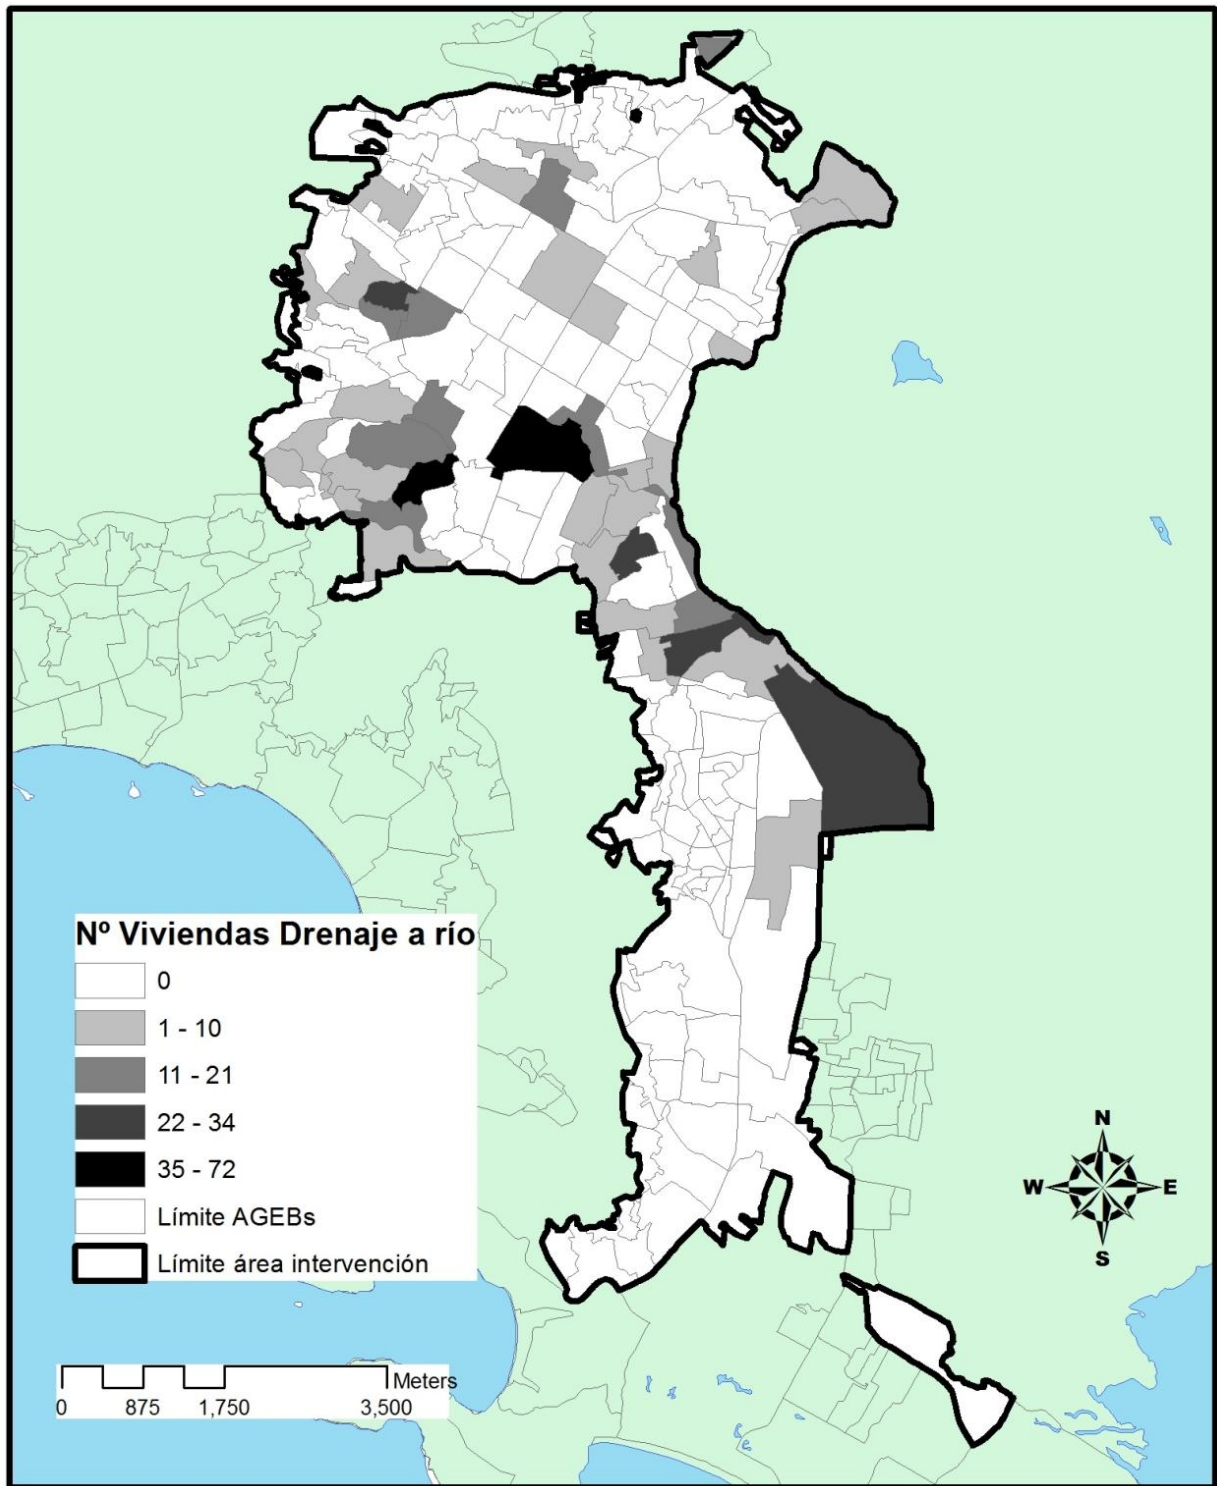 Nº Viviendas Drenaje a río
0
1 - 10
11 - 21
22 - 34
35 - 72
Límite AGEBs
Límite área intervención
N
W E
S
Meters
0 875 1,750 3,500